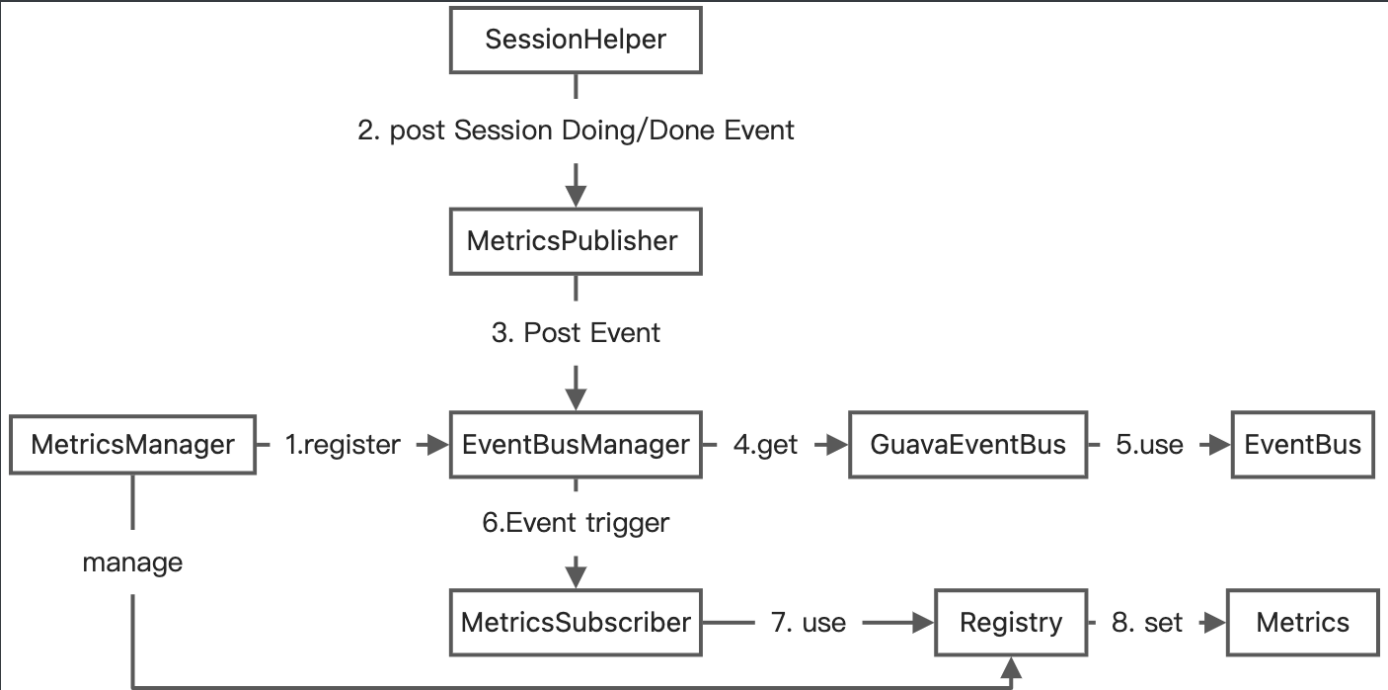 SessionHelper
2. post Session Doing/Done Event
MetricsPublisher
3. Post Event
MetricsManager
1.register
EventBusManager
4.get
GuavaEventBus
5.use
EventBus
6.Event trigger
manage
MetricsSubscriber
7. use
Registry
8. set
Metrics